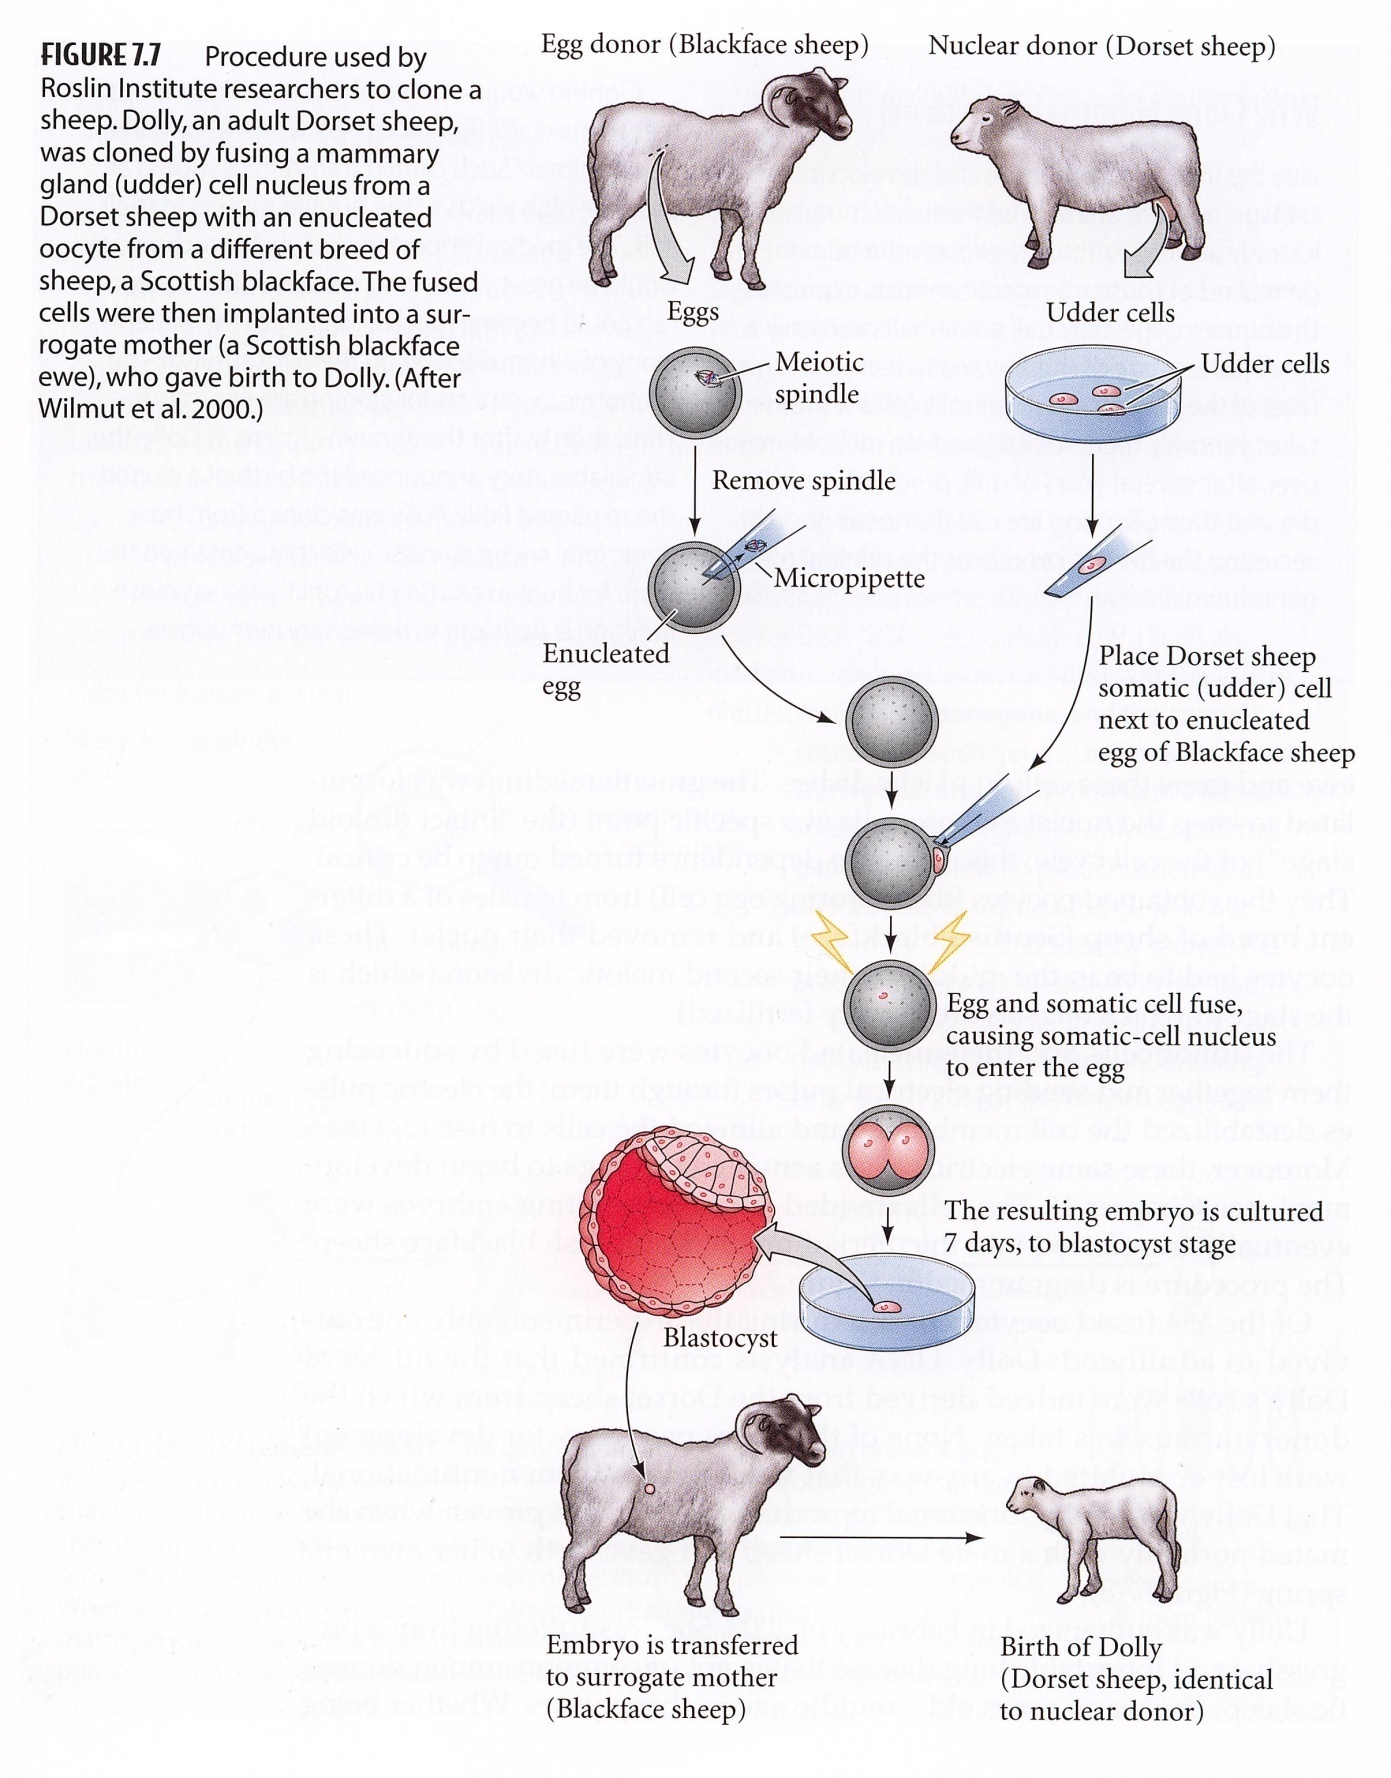 FIGURE 7.7 Procedure used by
Roslin Institute researchers to clone a
sheep. Dolly, an adult Dorset sheep,
was cloned by fusing a mammary
gland (udder) cell nucleus from a
Dorset sheep with an enucleated
oocyte from a different breed of
sheep, a Scottish blackface. The fused
cells were then implanted into a sur-
rogate mother (a Scottish blackface
ewe), who gave birth to Dolly. (After
Wilmut et al. 2000.)
Egg donor (Blackface sheep)
Nuclear donor (Dorset sheep)
Eggs
Udder cells
Meiotic
spindle
Udder cells
Remove spindle
Micropipette
Enucleated
egg
Place Dorset sheep
somatic (udder) cell
next to enucleated
egg of Blackface sheep
Egg and somatic cell fuse,
causing somatic-cell nucleus
to enter the egg
The resulting embryo is cultured
7 days, to blastocyst stage
Blastocyst
Embryo is transferred
to surrogate mother
(Blackface sheep)
Birth of Dolly
(Dorset sheep, identical
to nuclear donor)